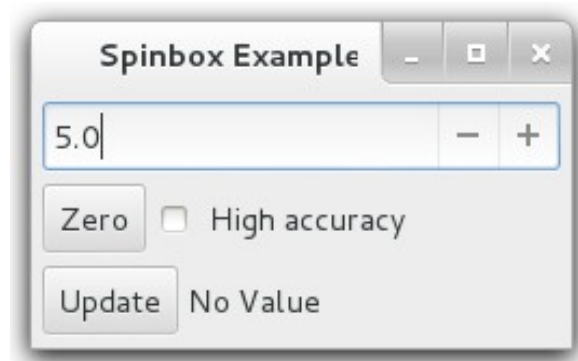 Spinbox Example
5.0
Zero High accuracy
Update No Value